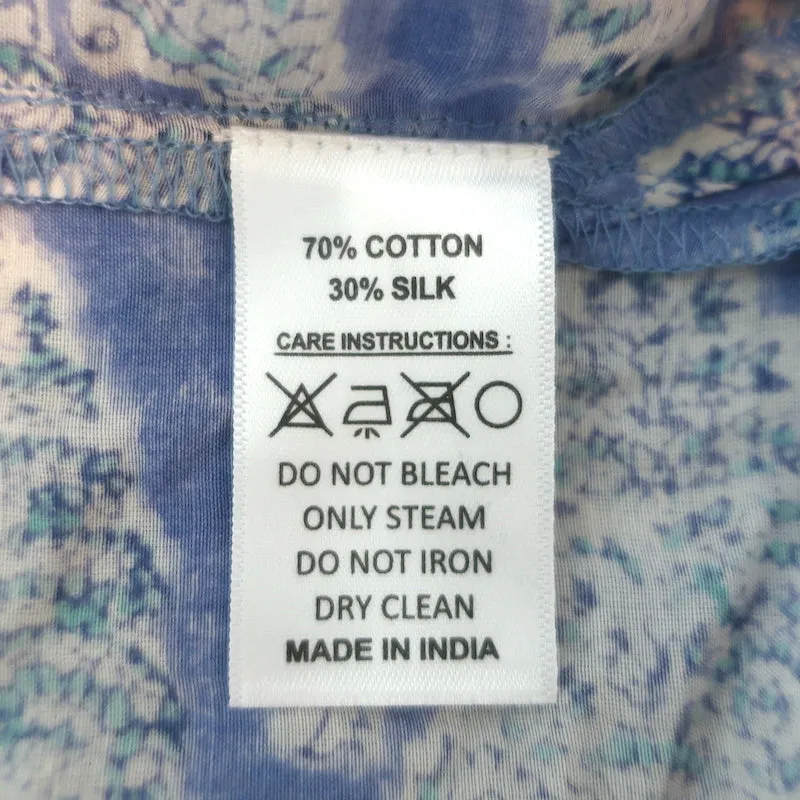 70% COTTON
30% SILK
CARE INSTRUCTIONS :
DO NOT BLEACH
ONLY STEAM
DO NOT IRON
DRY CLEAN
MADE IN INDIA